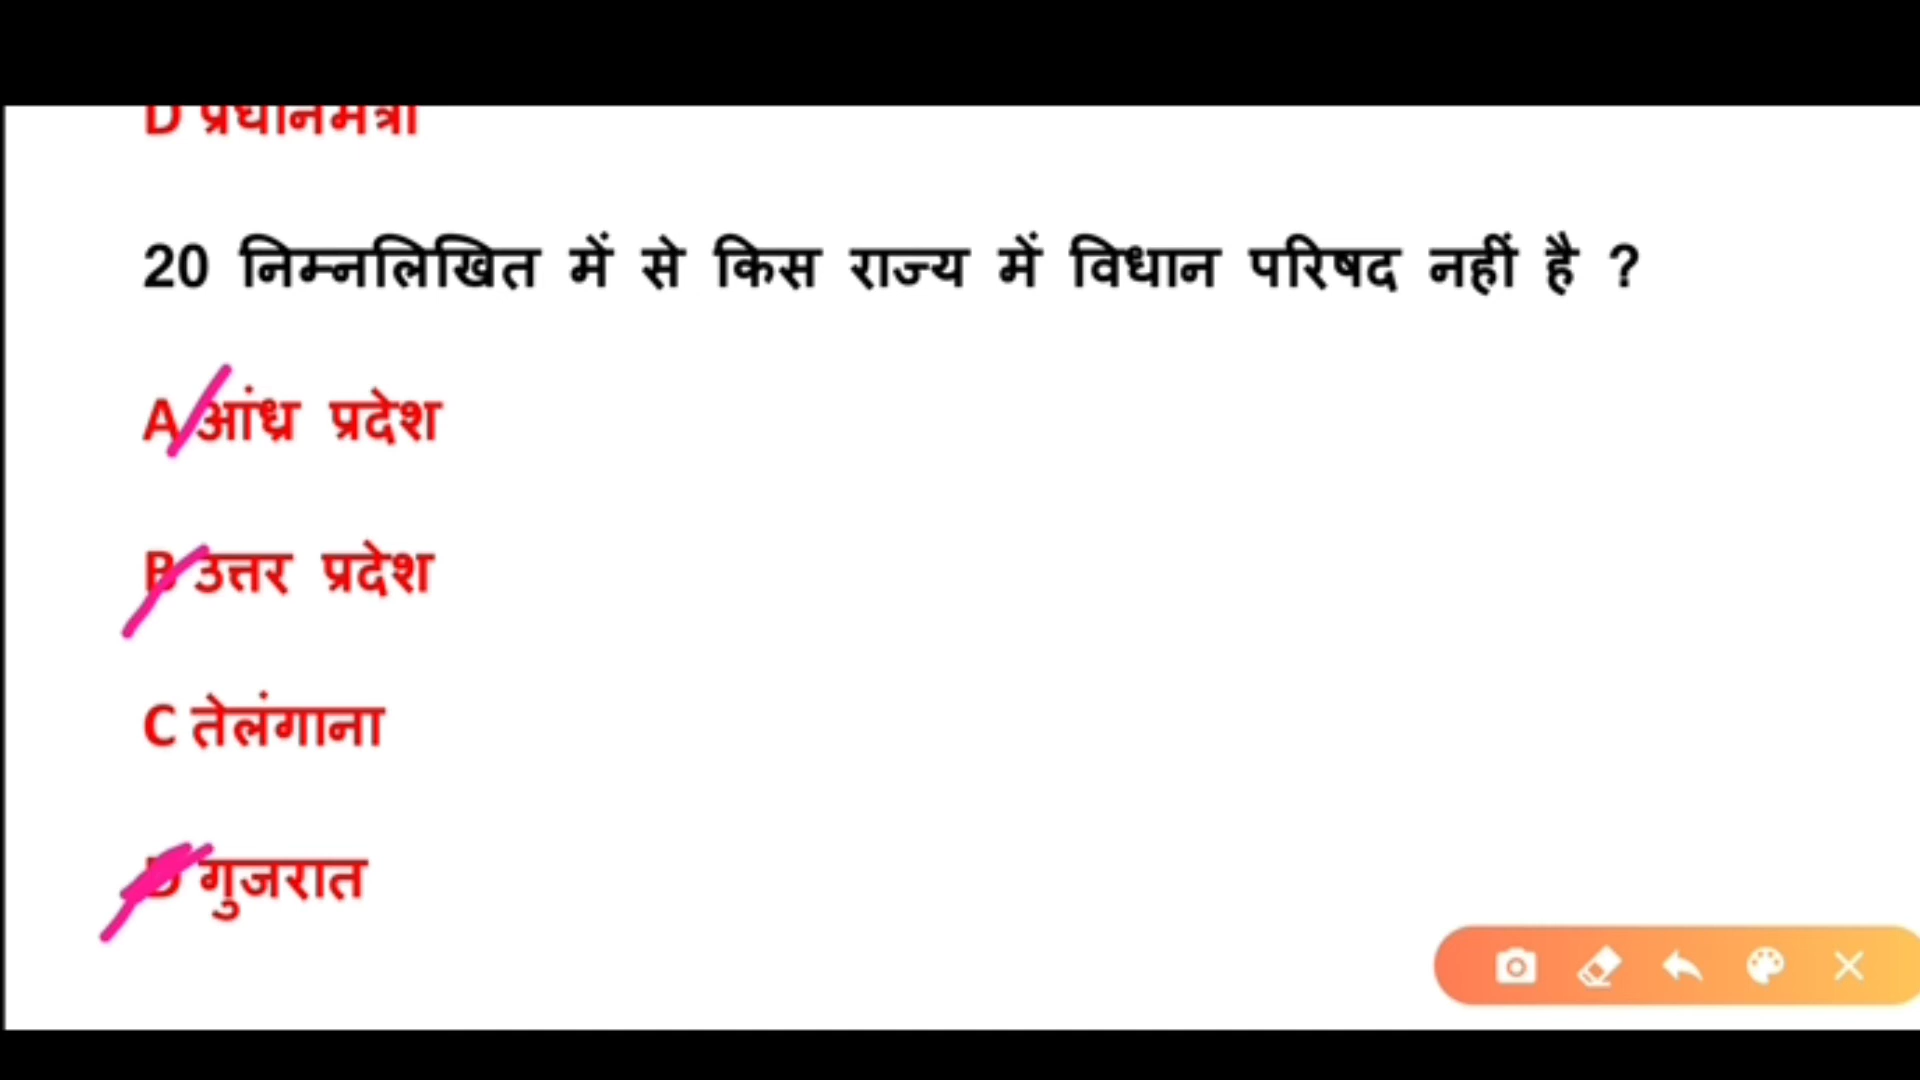 D प्रधानमंत्री
20 निम्नलिखित में से किस राज्य में विधान परिषद नहीं है ?
A आंध्र प्रदेश
B उत्तर प्रदेश
C तेलंगाना
D गुजरात